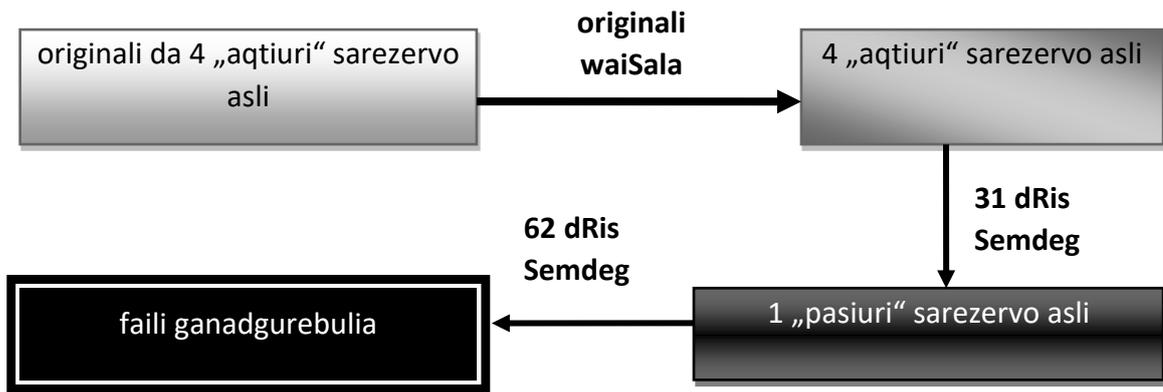 originali da 4 „aqtiuri“ sarezervo
asli
originali
waiSala
4 „aqtiuri“ sarezervo asli
31 dRis
Semdeg
62 dRis
Semdeg
1 „pasiuri“ sarezervo asli
faili ganadgurebulia